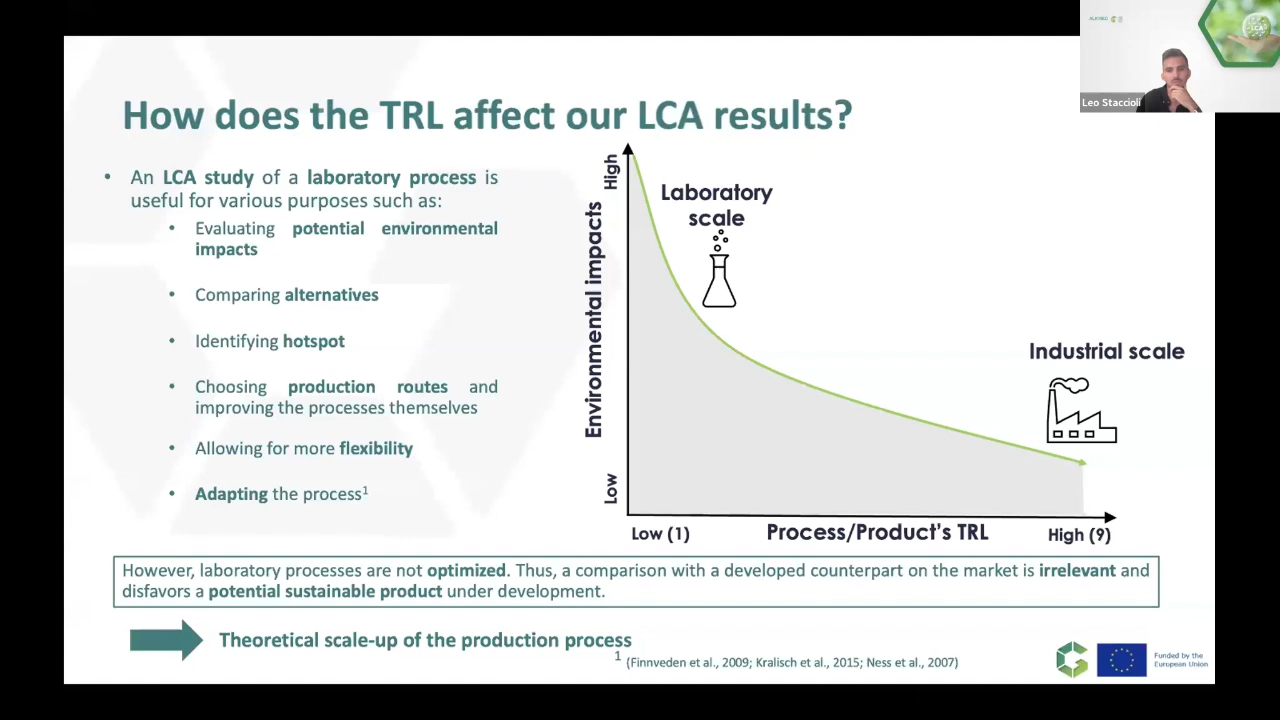 How does the TRL affect our LCA results?
• An LCA study of a laboratory process is
useful for various purposes such as:
• Evaluating potential environmental
impacts
• Comparing alternatives
• Identifying hotspot
• Choosing production routes and
improving the processes themselves
• Allowing for more flexibility
• Adapting the process1
High
Environmental impacts
Low
Laboratory
scale
Industrial scale
Low (1)
Process/Product's TRL
High (9)
However, laboratory processes are not optimized. Thus, a comparison with a developed counterpart on the market is irrelevant and
disfavors a potential sustainable product under development.
Theoretical scale-up of the production process
1 (Finnveden et al., 2009; Kralisch et al., 2015; Ness et al., 2007)
Funded by the
European Union
Leo Staccioli
LCA